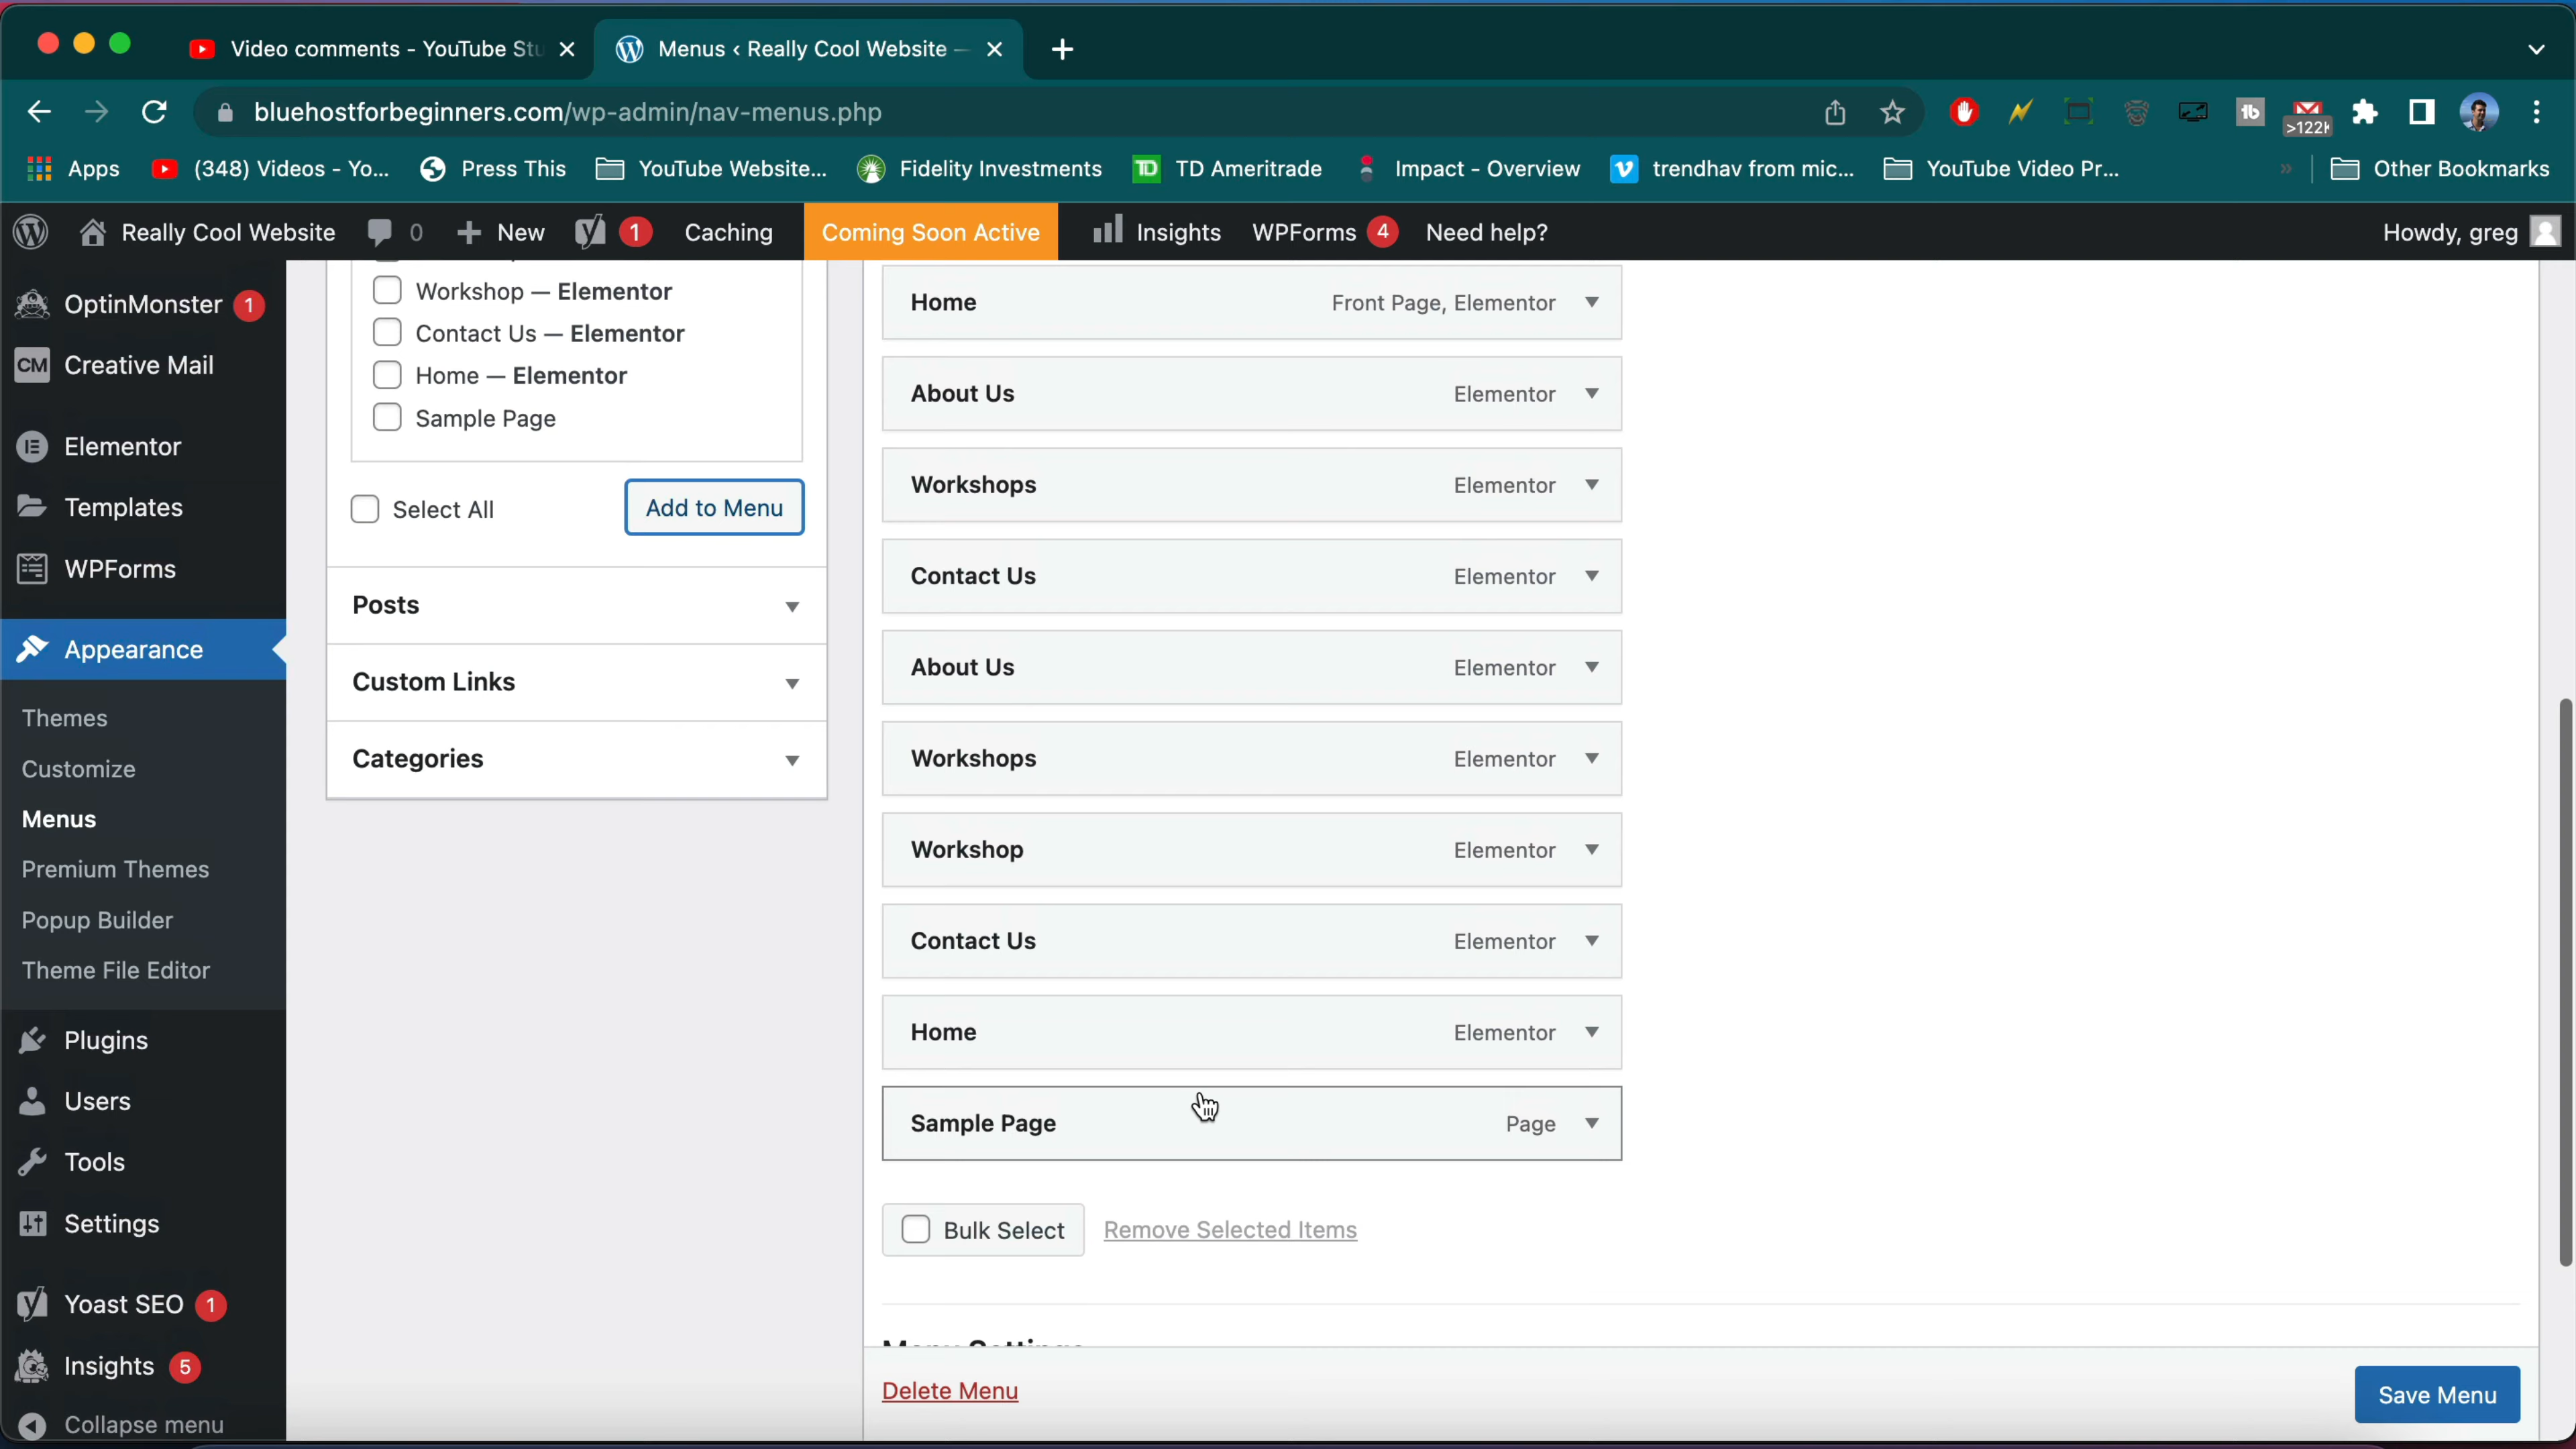 Video comments - YouTube Stu
Menus ‹ Really Cool Website —
bluehostforbeginners.com/wp-admin/nav-menus.php
>122k
Apps
(348) Videos - Yo...
Press This
YouTube Website...
Fidelity Investments
TD Ameritrade
Impact - Overview
trendhav from mic...
YouTube Video Pr...
» Other Bookmarks
Really Cool Website
0
+ New
1
Caching
Coming Soon Active
Insights
WPForms 4
Need help?
Howdy, greg
OptinMonster 1
CM Creative Mail
Elementor
Templates
WPForms
Appearance
Themes
Customize
Menus
Premium Themes
Popup Builder
Theme File Editor
Plugins
Users
Tools
Settings
Yoast SEO 1
Insights 5
Collapse menu
Workshop — Elementor
Contact Us — Elementor
Home — Elementor
Sample Page
Select All
Add to Menu
Posts
Custom Links
Categories
Home Front Page, Elementor
About Us Elementor
Workshops Elementor
Contact Us Elementor
About Us Elementor
Workshops Elementor
Workshop Elementor
Contact Us Elementor
Home Elementor
Sample Page Page
Bulk Select Remove Selected Items
Menu Settings
Delete Menu
Save Menu